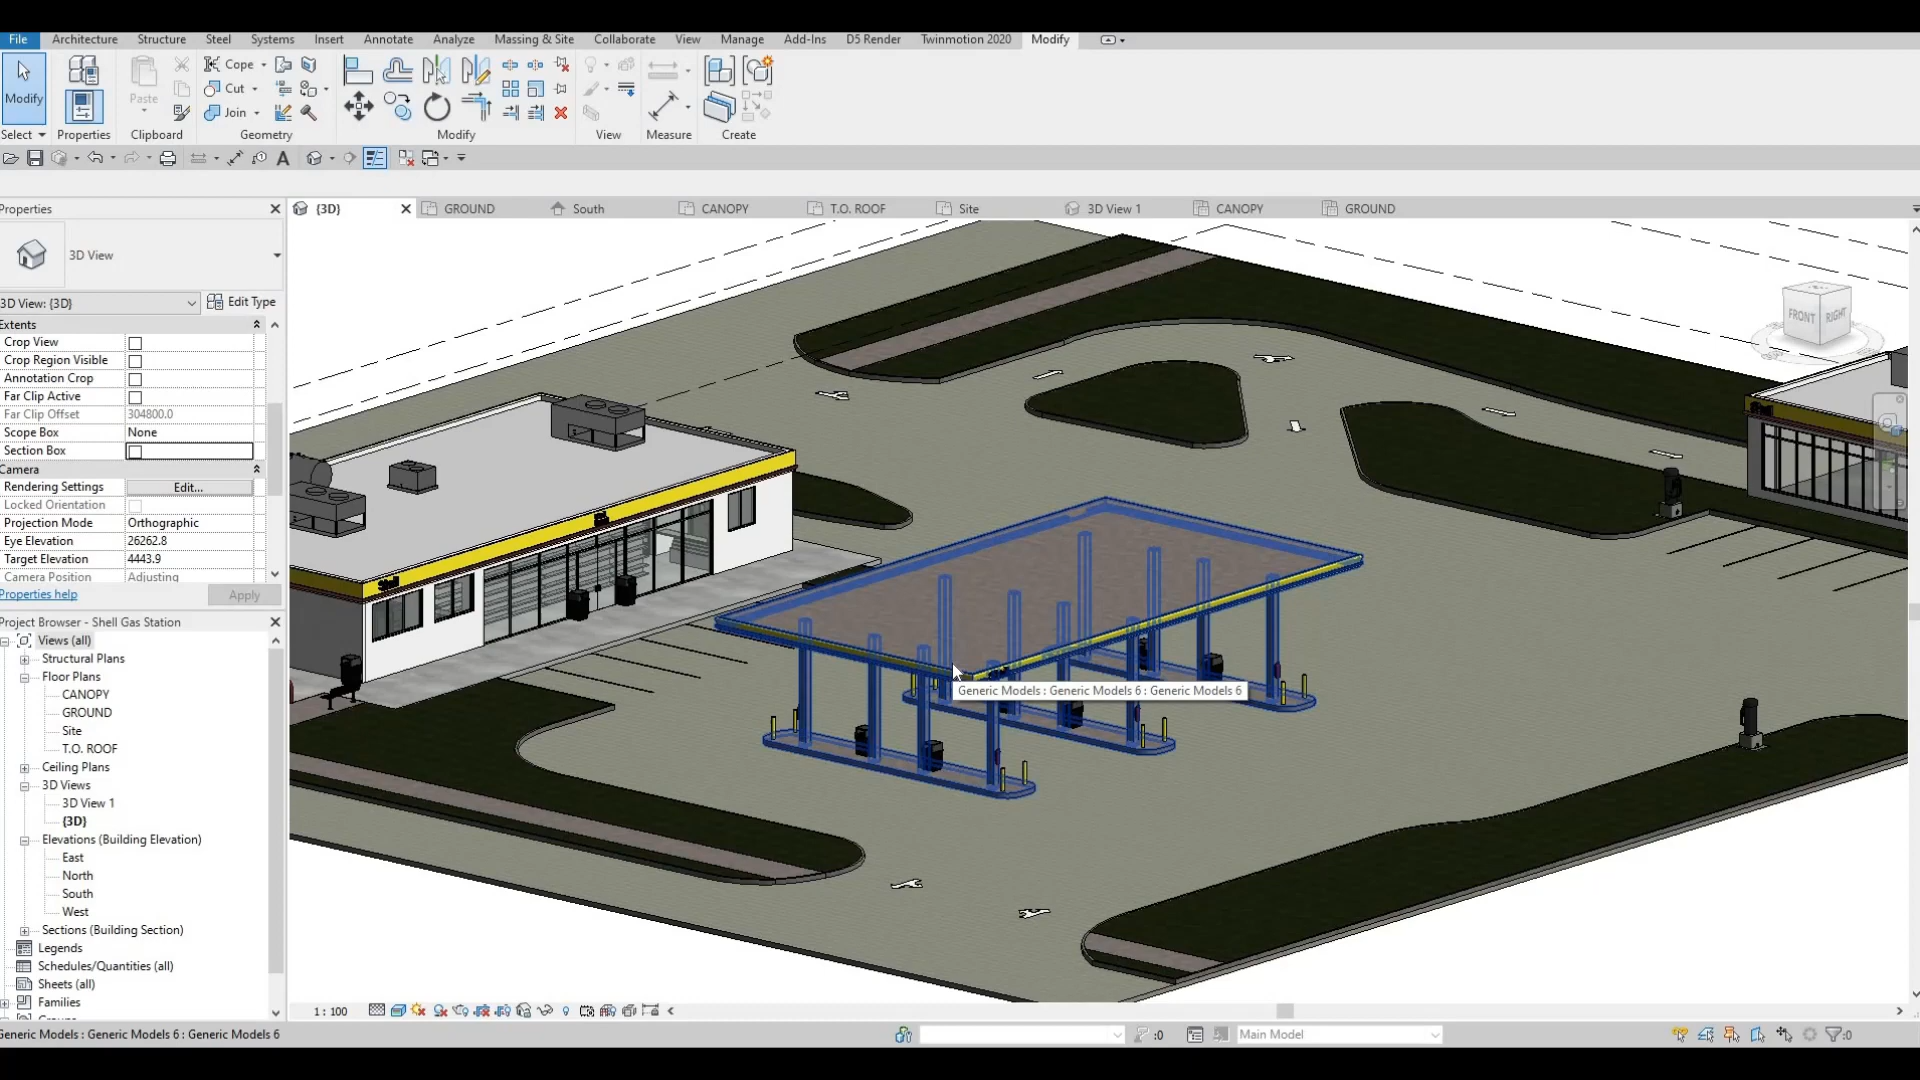 File Architecture Structure Steel Systems Insert Annotate Analyze Massing & Site Collaborate View Manage Add-Ins D5 Render Twinmotion 2020 Modify
Modify
Paste
Cope
Cut
Join
Select Properties Clipboard Geometry Modify View Measure Create
Properties
{3D} GROUND South CANOPY T.O. ROOF Site 3D View 1 CANOPY GROUND
3D View
3D View: {3D} Edit Type
Extents
Crop View
Crop Region Visible
Annotation Crop
Far Clip Active
Far Clip Offset 304800.0
Scope Box None
Section Box
Camera
Rendering Settings Edit...
Locked Orientation
Projection Mode Orthographic
Eye Elevation 26262.8
Target Elevation 4443.9
Camera Position Adjusting
Properties help Apply
Project Browser - Shell Gas Station
Views (all)
Structural Plans
Floor Plans
CANOPY
GROUND
Site
T.O. ROOF
Ceiling Plans
3D Views
3D View 1
{3D}
Elevations (Building Elevation)
East
North
South
West
Sections (Building Section)
Legends
Schedules/Quantities (all)
Sheets (all)
Families
FRONT RIGHT
Shell
Generic Models : Generic Models 6 : Generic Models 6
1 : 100
Generic Models : Generic Models 6 : Generic Models 6
:0 Main Model :0